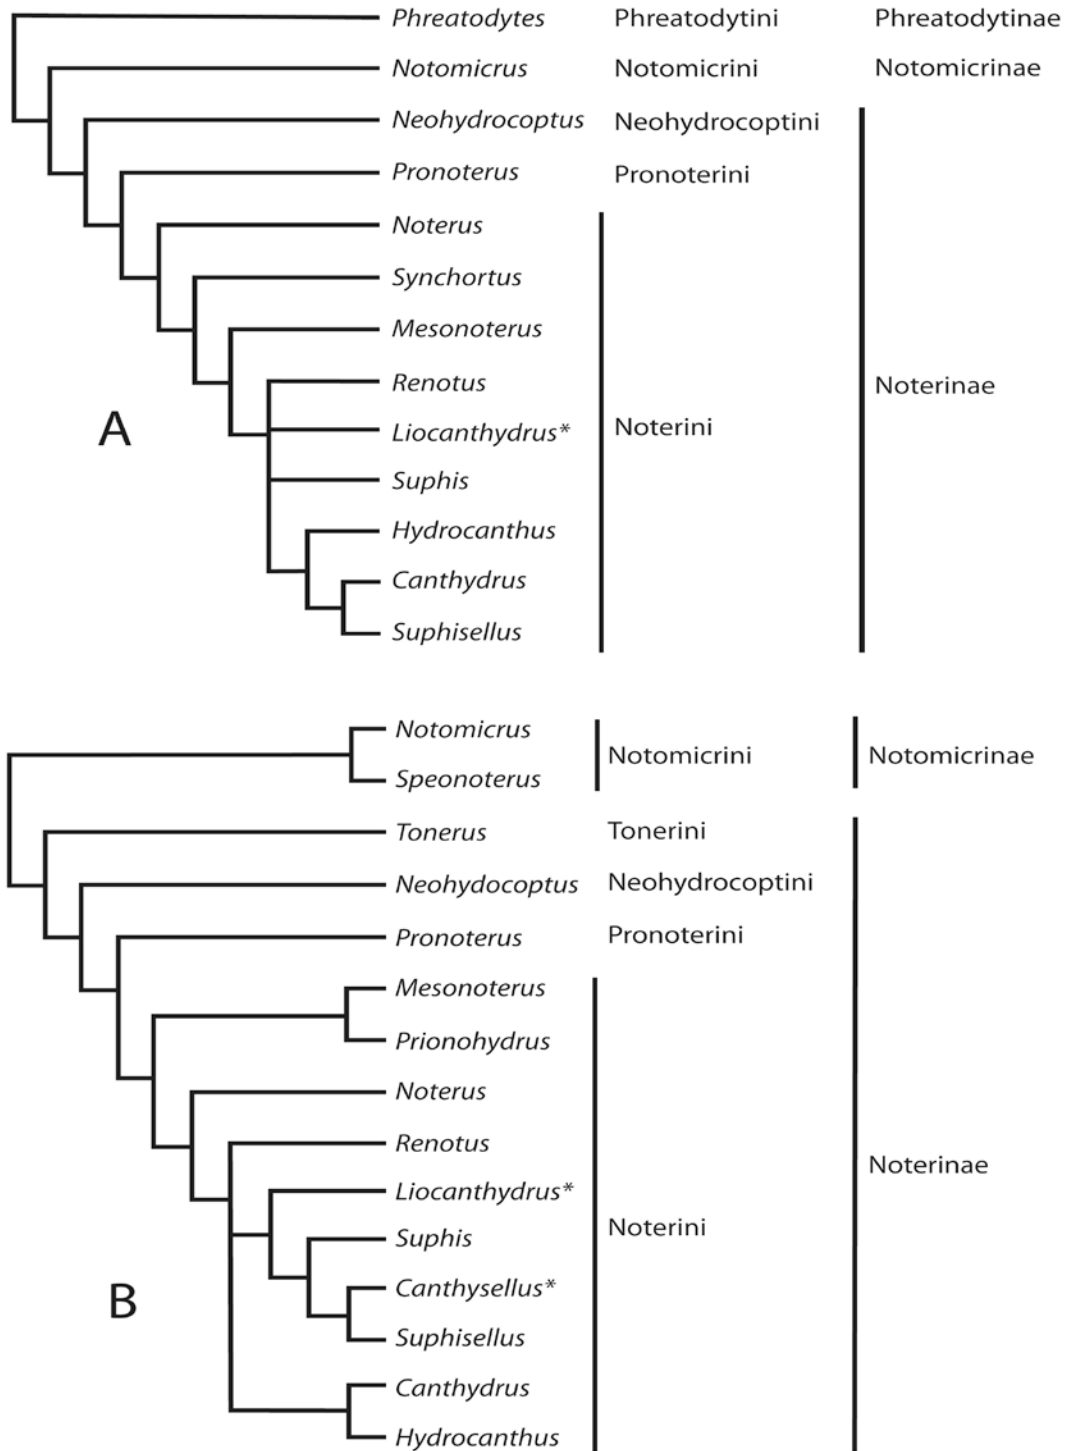 Phreatodytes Phreatodytini Phreatodytinae
Notomicrus Notomicrini Notomicrinae
Neohydrocoptus Neohydrocoptini
Pronoterus Pronoterini
Noterus
Synchortus
Mesonoterus
Renotus Noterinae
A Liocanthydrus* Noterini
Suphis
Hydrocanthus
Canthydrus
Suphisellus
Notomicrus
Notomicrini Notomicrinae
Speonoterus
Tonerus Tonerini
Neohydocoptus Neohydrocoptini
Pronoterus Pronoterini
Mesonoterus
Prionohydrus
Noterus
Renotus
Noterinae
Liocanthydrus*
Noterini
Suphis
B Canthysellus*
Suphisellus
Canthydrus
Hydrocanthus